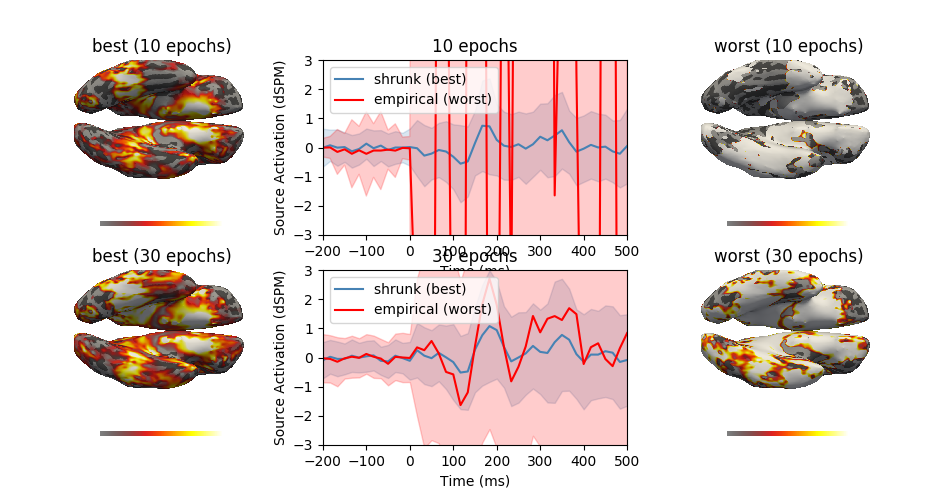 best (10 epochs)
10 epochs
worst (10 epochs)
Source Activation (dSPM)
3
2
1
0
−1
−2
−3
shrunk (best)
empirical (worst)
−200 −100 0 100 200 300 400 500
Time (ms)
best (30 epochs)
30 epochs
worst (30 epochs)
Source Activation (dSPM)
3
2
1
0
−1
−2
−3
shrunk (best)
empirical (worst)
−200 −100 0 100 200 300 400 500
Time (ms)